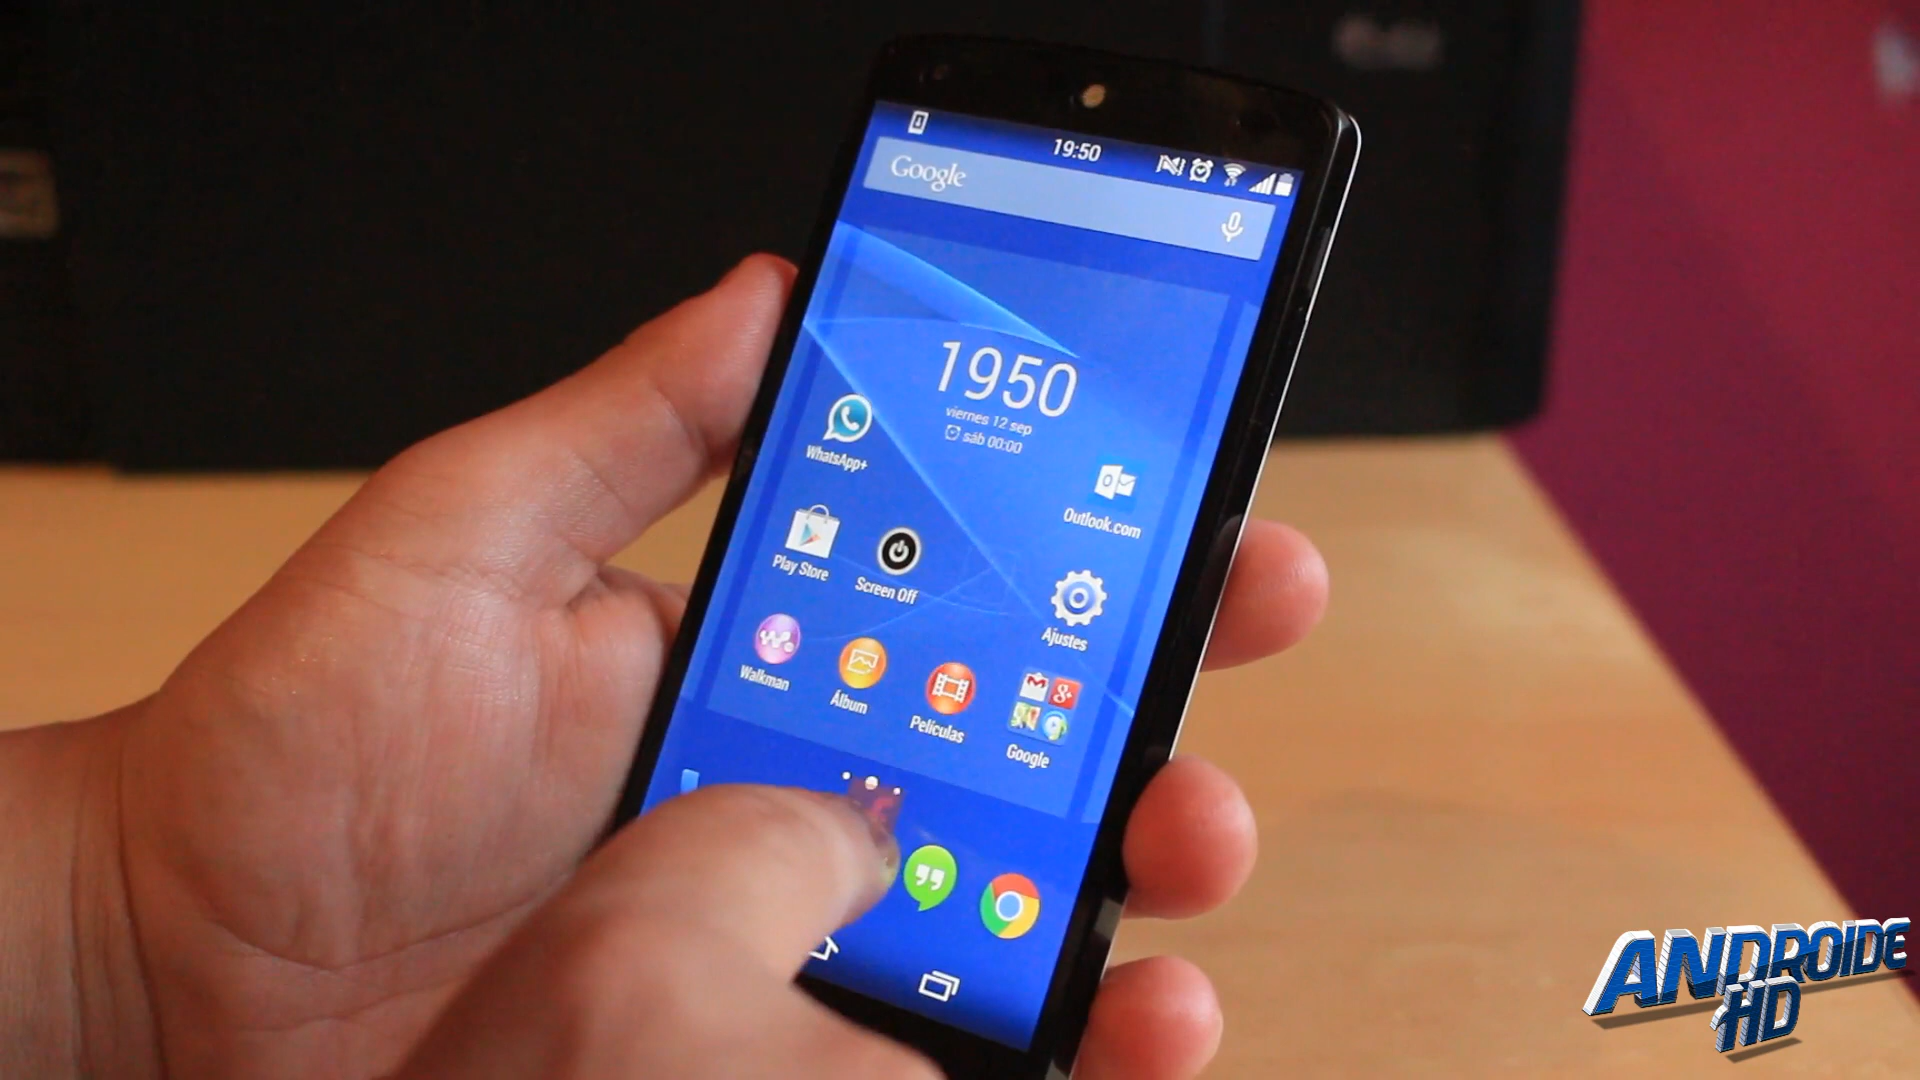 19:50
Google
1950
viernes 12 sep
sáb 00:00
WhatsApp+
Outlook.com
Play Store
Screen Off
Ajustes
Walkman
Álbum
Películas
Google
ANDROIDE
HD